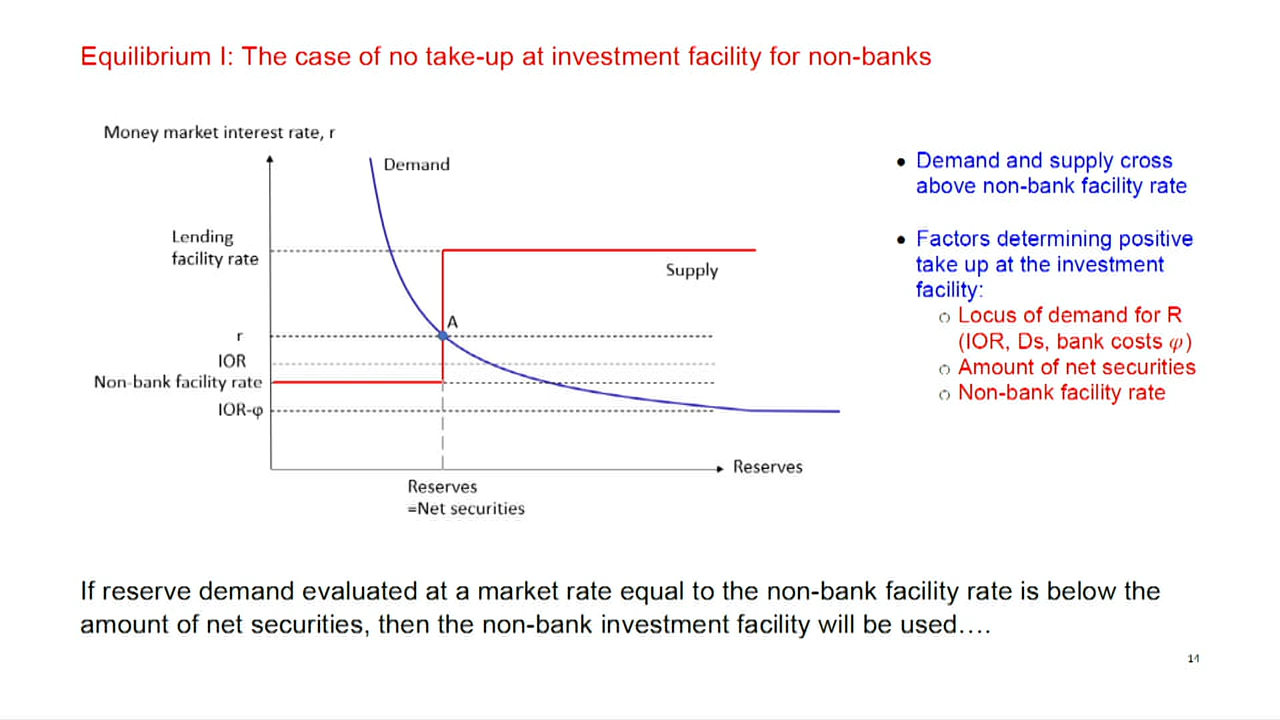 Equilibrium I: The case of no take-up at investment facility for non-banks
Money market interest rate, r
Demand
Lending
facility rate
Supply
A
r
IOR
Non-bank facility rate
IOR-φ
Reserves
Reserves
=Net securities
• Demand and supply cross
above non-bank facility rate
• Factors determining positive
take up at the investment
facility:
o Locus of demand for R
(IOR, Ds, bank costs φ)
o Amount of net securities
o Non-bank facility rate
If reserve demand evaluated at a market rate equal to the non-bank facility rate is below the
amount of net securities, then the non-bank investment facility will be used….
14